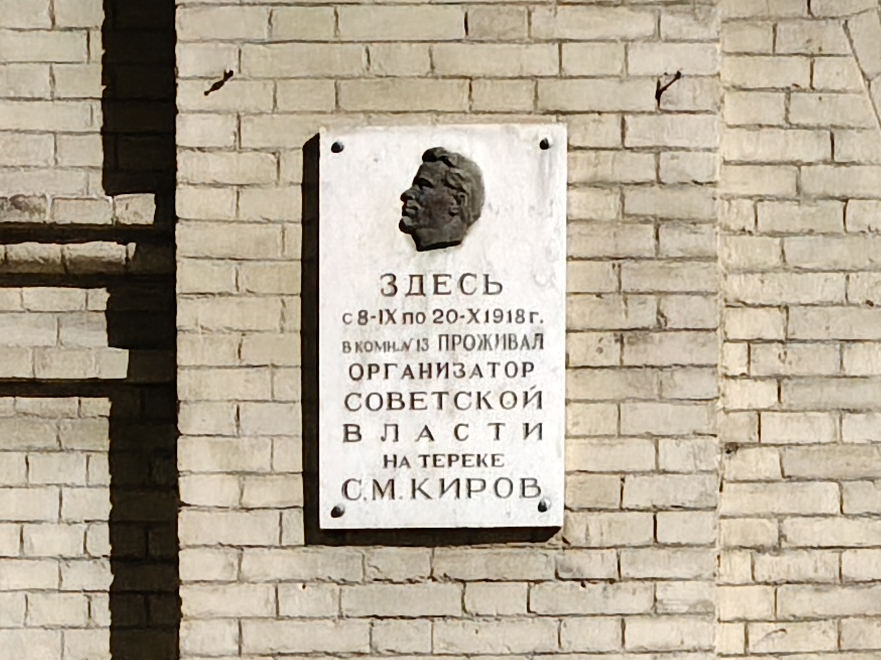 ЗДЕСЬ
с 8-IX по 20-X 1918 г.
В КОМН. № 13 ПРОЖИВАЛ
ОРГАНИЗАТОР
СОВЕТСКОЙ
ВЛАСТИ
НА ТЕРЕКЕ
С.М.КИРОВ